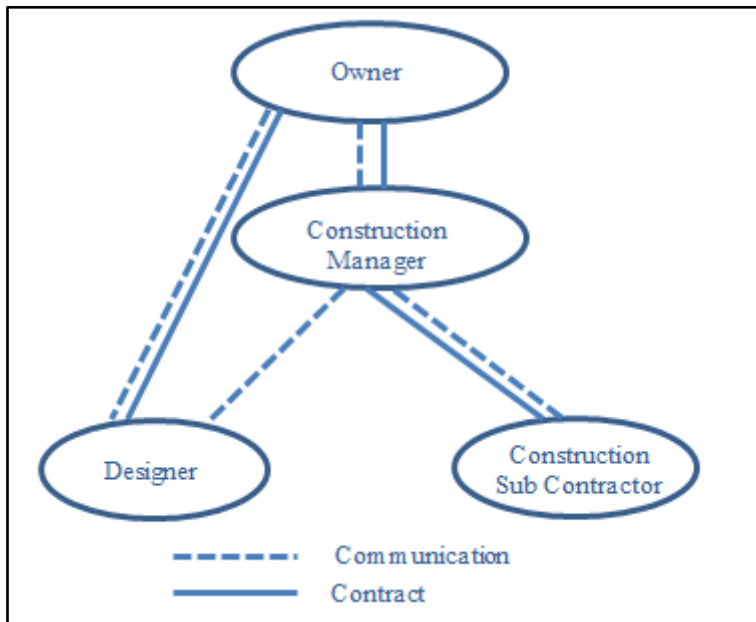 Owner
Construction
Manager
Designer
Construction
Sub Contractor
Communication
Contract